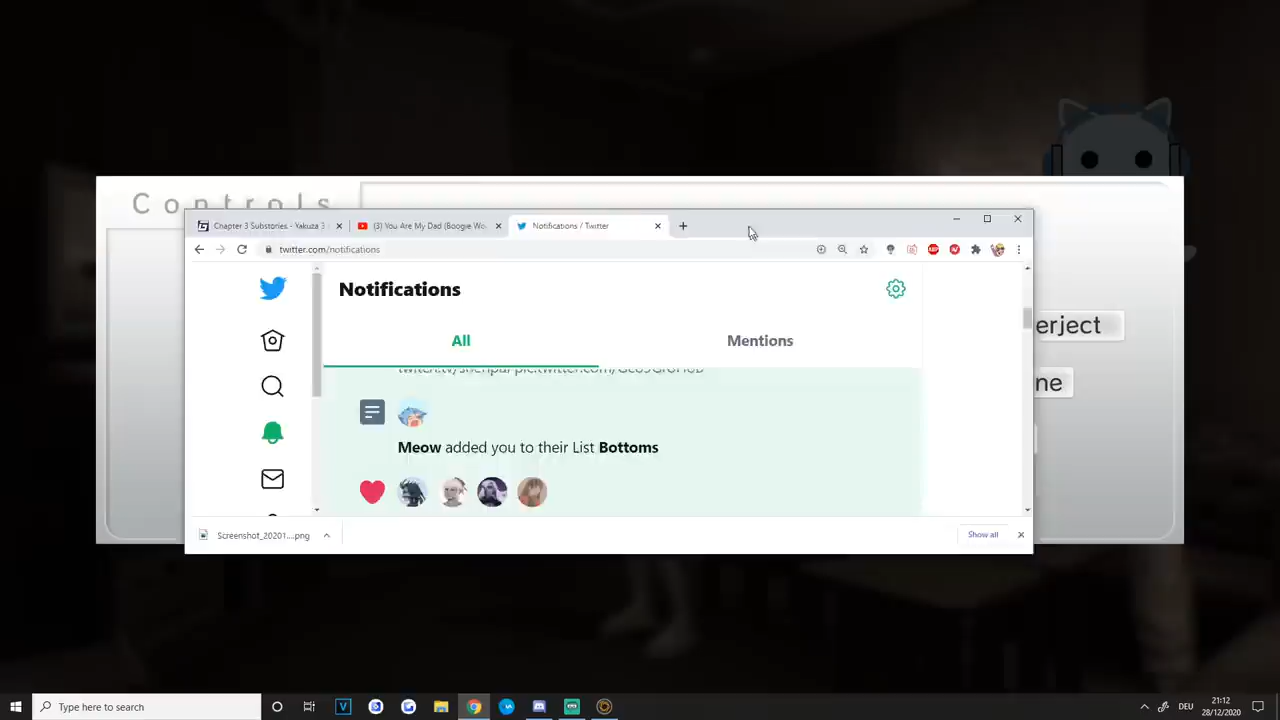 Controls
Chapter 3 Substories - Yakuza 3
(3) You Are My Dad (Boogie Wo
Notifications / Twitter
twitter.com/notifications
Notifications
All
Mentions
erject
ne
Meow added you to their List Bottoms
Screenshot_20201....png
Show all
Type here to search
DEU
21:12
28/12/2020